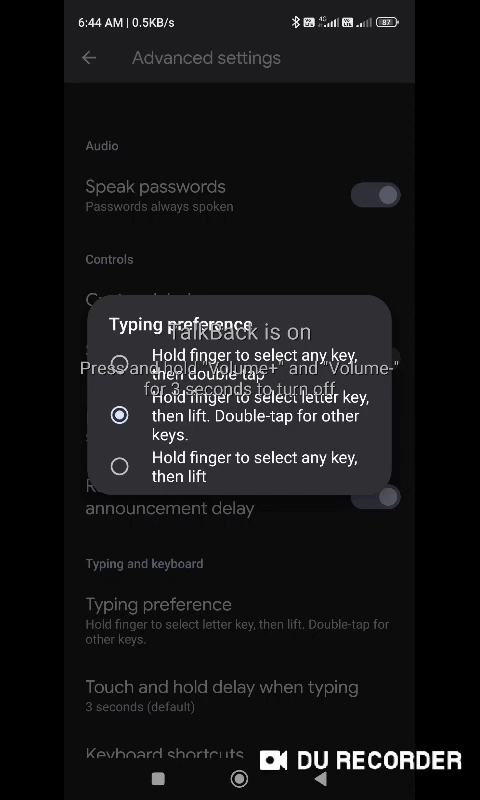 6:44 AM | 0.5KB/s
4G
87
Advanced settings
Audio
Speak passwords
Passwords always spoken
Controls
Typing preference
TalkBack is on
Hold finger to select any key,
then double-tap
Press and hold "Volume+" and "Volume-"
for 3 seconds to turn off
Hold finger to select letter key,
then lift. Double-tap for other
keys.
Hold finger to select any key,
then lift
announcement delay
Typing and keyboard
Typing preference
Hold finger to select letter key, then lift. Double-tap for
other keys.
Touch and hold delay when typing
3 seconds (default)
Keyboard shortcuts
DU RECORDER